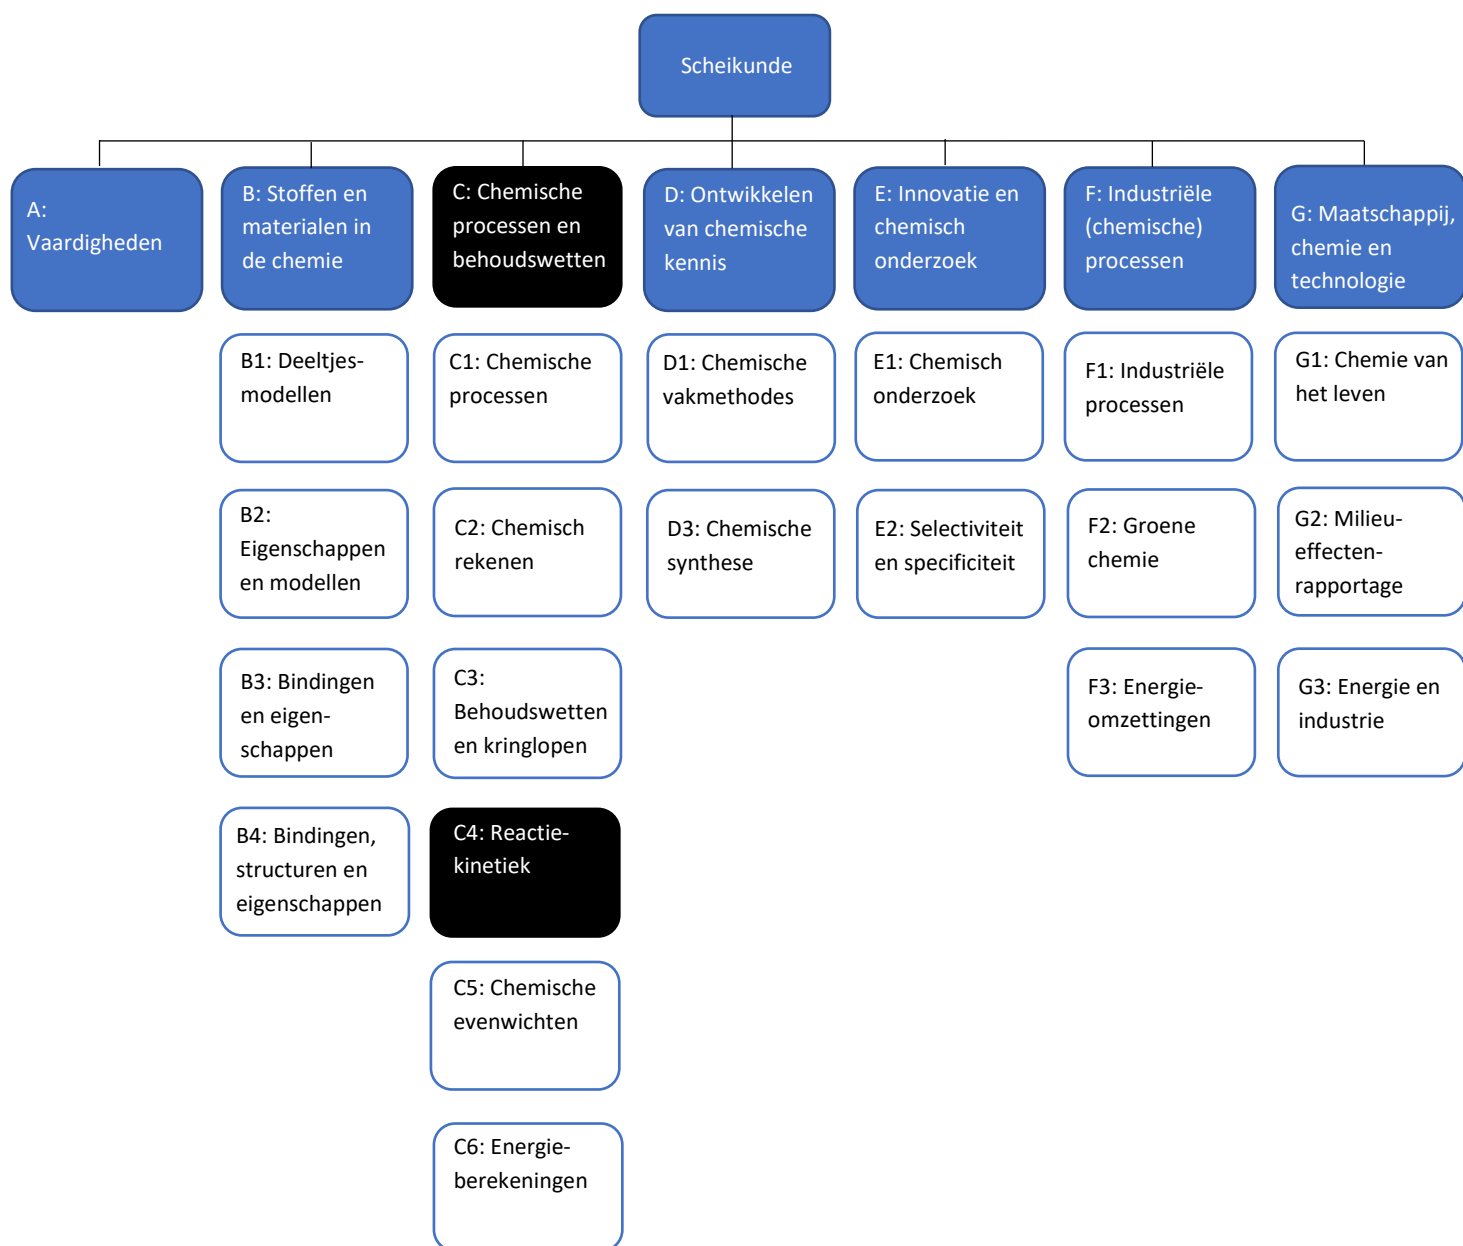 Scheikunde
A:
Vaardigheden
B: Stoffen en
materialen in
de chemie
C: Chemische
processen en
behoudswetten
D: Ontwikkelen
van chemische
kennis
E: Innovatie en
chemisch
onderzoek
F: Industriële
(chemische)
processen
G: Maatschappij,
chemie en
technologie
B1: Deeltjes-
modellen
C1: Chemische
processen
D1: Chemische
vakmethodes
E1: Chemisch
onderzoek
F1: Industriële
processen
G1: Chemie van
het leven
B2:
Eigenschappen
en modellen
C2: Chemisch
rekenen
D3: Chemische
synthese
E2: Selectiviteit
en specificiteit
F2: Groene
chemie
G2: Milieu-
effecten-
rapportage
B3: Bindingen
en eigen-
schappen
C3:
Behoudswetten
en kringlopen
F3: Energie-
omzettingen
G3: Energie en
industrie
B4: Bindingen,
structuren en
eigenschappen
C4: Reactie-
kinetiek
C5: Chemische
evenwichten
C6: Energie-
berekeningen